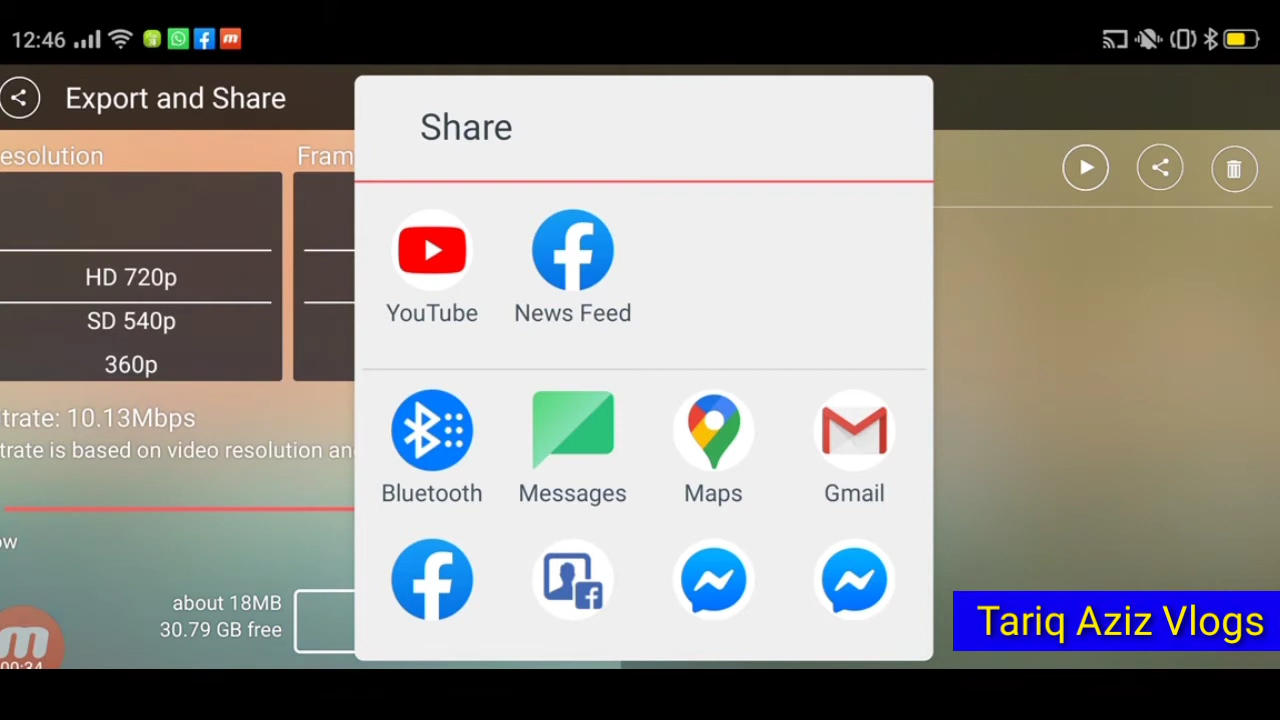 12:46
Export and Share
Share
esolution
Fram
HD 720p
SD 540p
360p
YouTube
News Feed
trate: 10.13Mbps
trate is based on video resolution an
Bluetooth
Messages
Maps
Gmail
ow
about 18MB
30.79 GB free
00:34
Tariq Aziz Vlogs